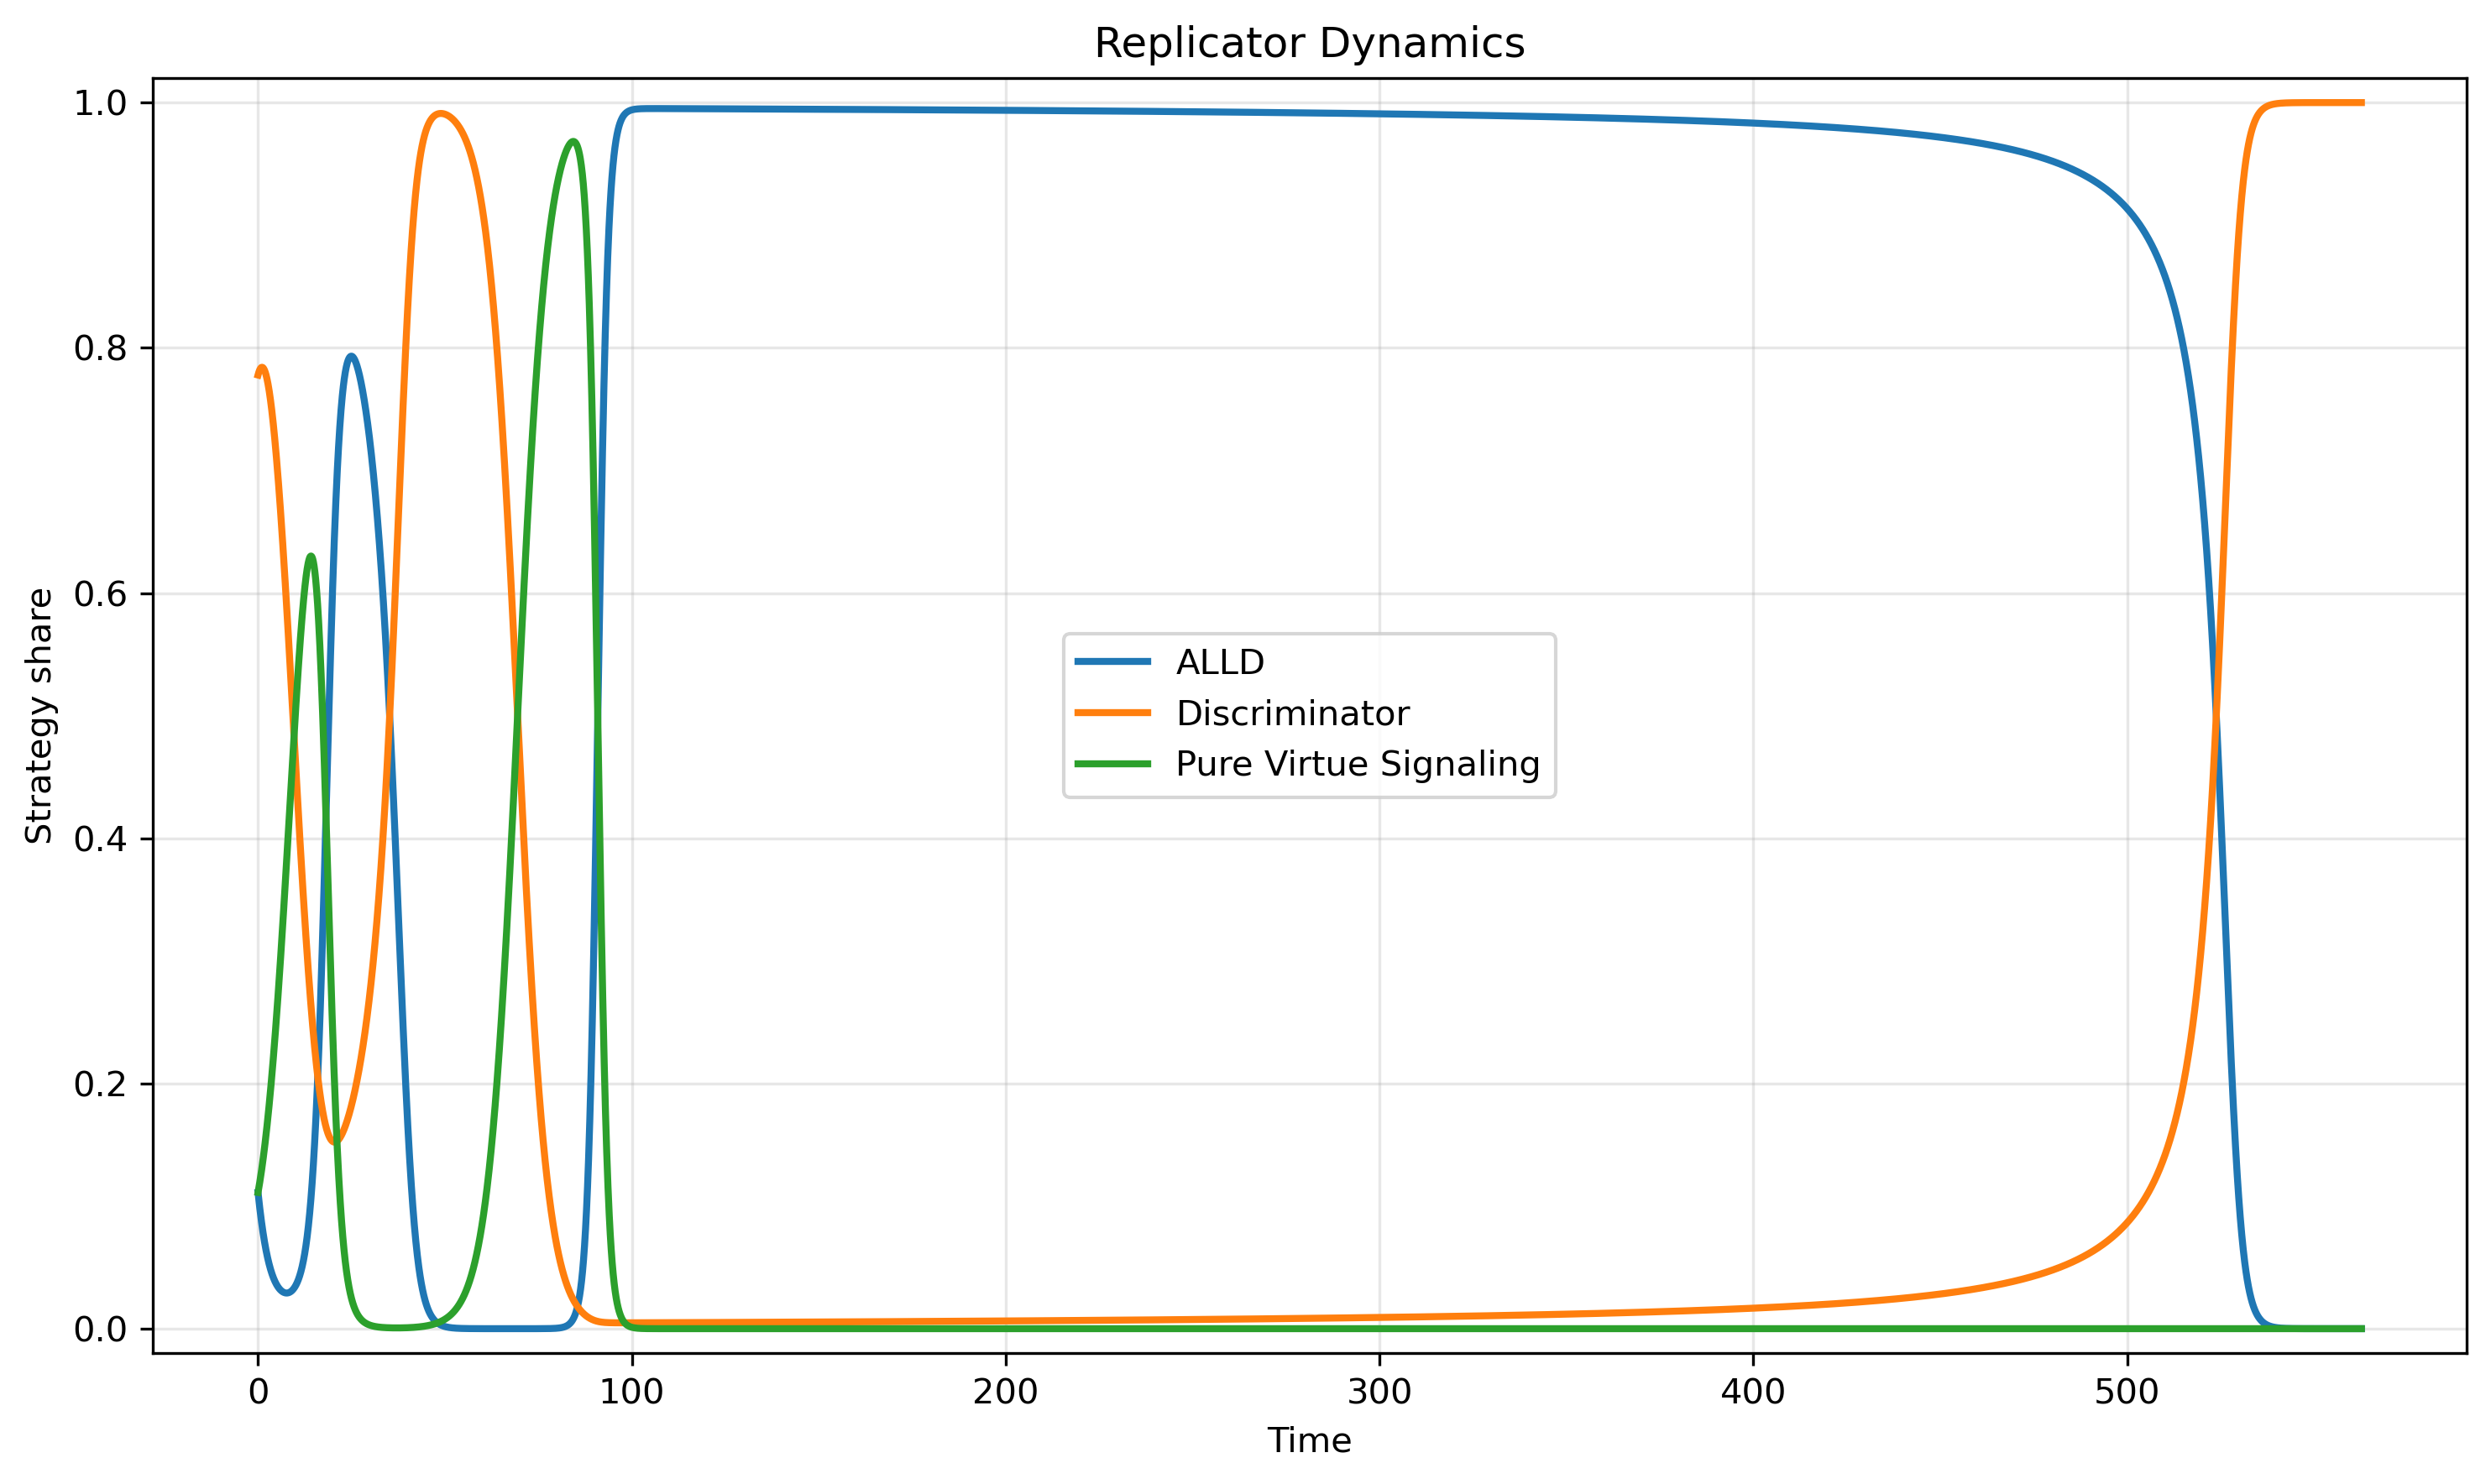 Replicator Dynamics
Strategy share
1.0
0.8
0.6
0.4
0.2
0.0
ALLD
Discriminator
Pure Virtue Signaling
0
100
200
300
400
500
Time